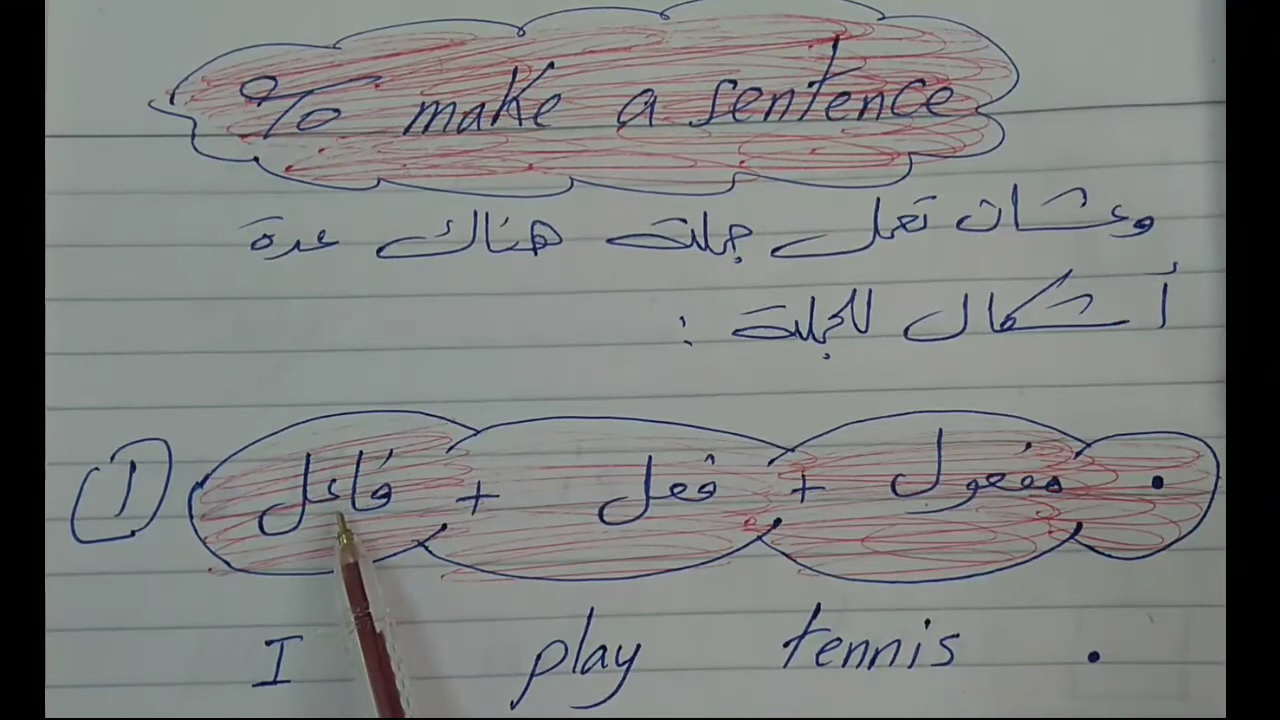 To make a sentence
وعشان تعمل جملة هناك عدة
أشكال للجملة :
(1) فاعل + فعل + مفعول .
I play tennis .